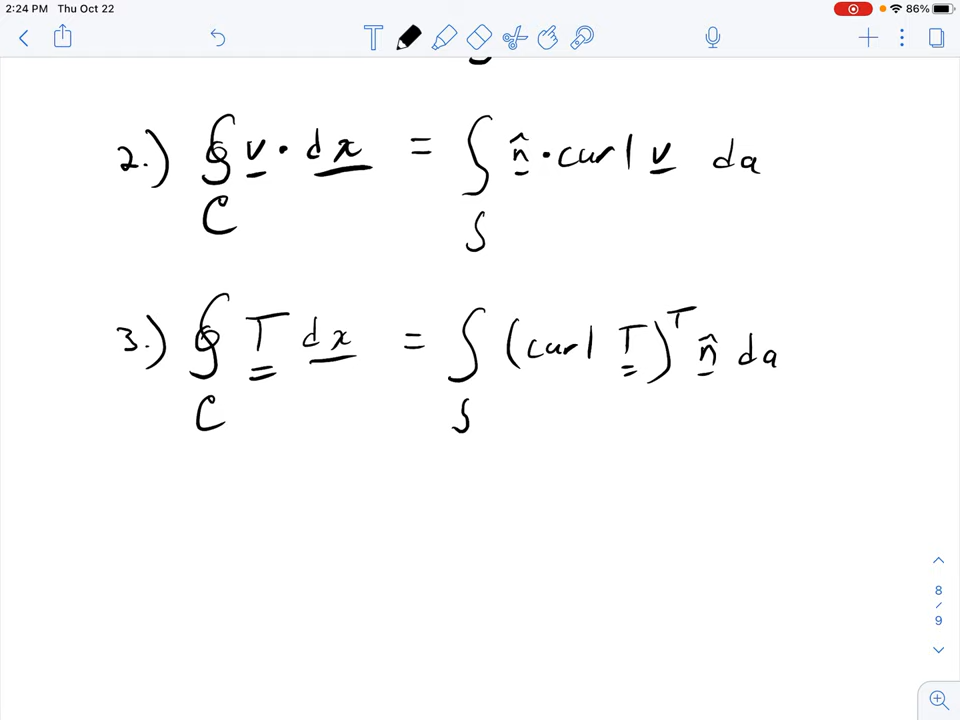 2:24 PM Thu Oct 22 86%
T
2.) ∮_C v · dx = ∫_S n̂ · curl v da
3.) ∮_C T dx = ∫_S (curl T)^T n̂ da
8
/
9